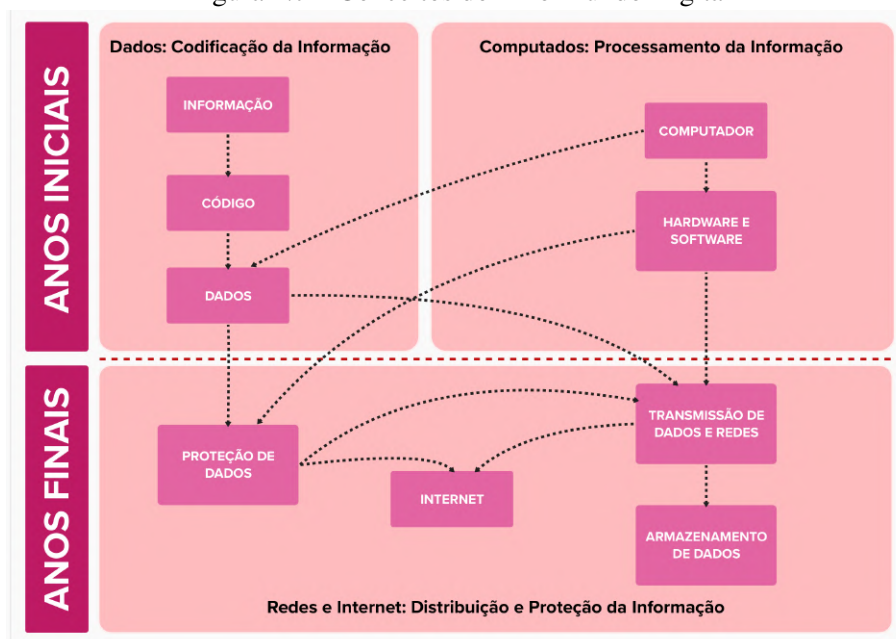 ANOS INICIAIS
Dados: Codificação da Informação
INFORMAÇÃO
CÓDIGO
DADOS
Computados: Processamento da Informação
COMPUTADOR
HARDWARE E
SOFTWARE
ANOS FINAIS
PROTEÇÃO DE
DADOS
INTERNET
TRANSMISSÃO DE
DADOS E REDES
ARMAZENAMENTO
DE DADOS
Redes e Internet: Distribuição e Proteção da Informação